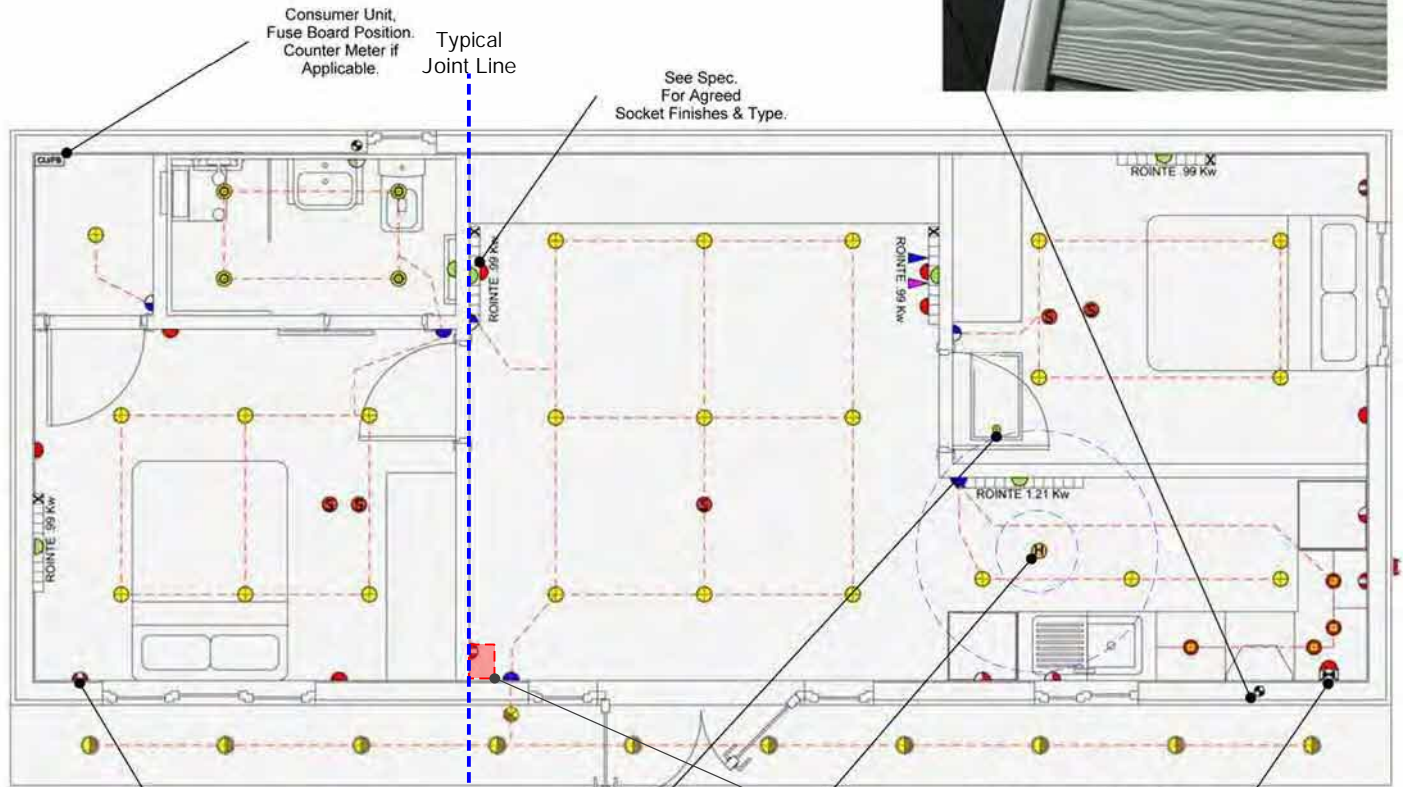 Consumer Unit,
Fuse Board Position.
Counter Meter if
Applicable.
Typical
Joint Line
See Spec.
For Agreed
Socket Finishes & Type.
ROINTE .99 Kw
ROINTE .99 Kw
ROINTE .99 Kw
ROINTE .99 Kw
ROINTE 1.21 Kw
X
X
X
X
S
S
S
S
S
H